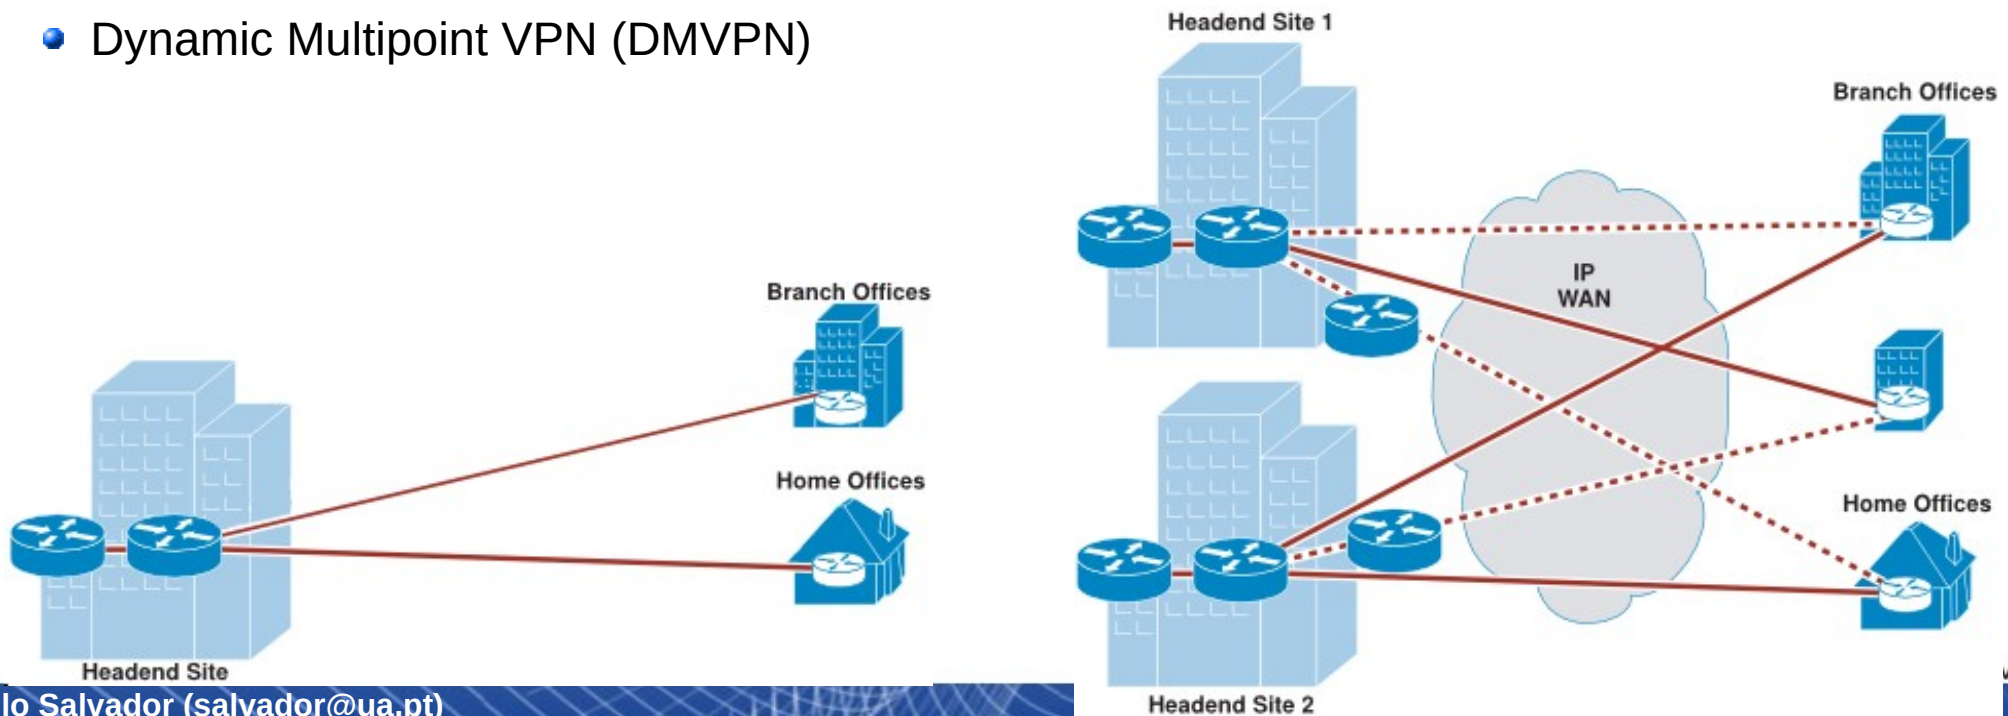 Dynamic Multipoint VPN (DMVPN)
Branch Offices
Home Offices
Headend Site
Headend Site 1
Branch Offices
IP
WAN
Home Offices
Headend Site 2
lo Salvador (salvador@ua.pt)